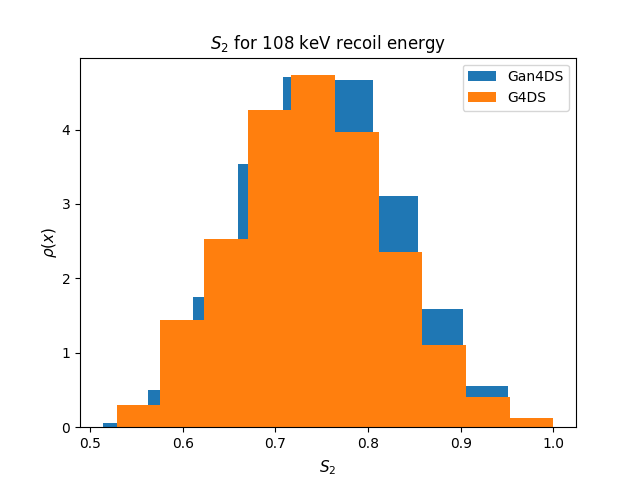 S₂ for 108 keV recoil energy
Gan4DS
G4DS
ρ(x)
4
3
2
1
0
0.5 0.6 0.7 0.8 0.9 1.0
S₂